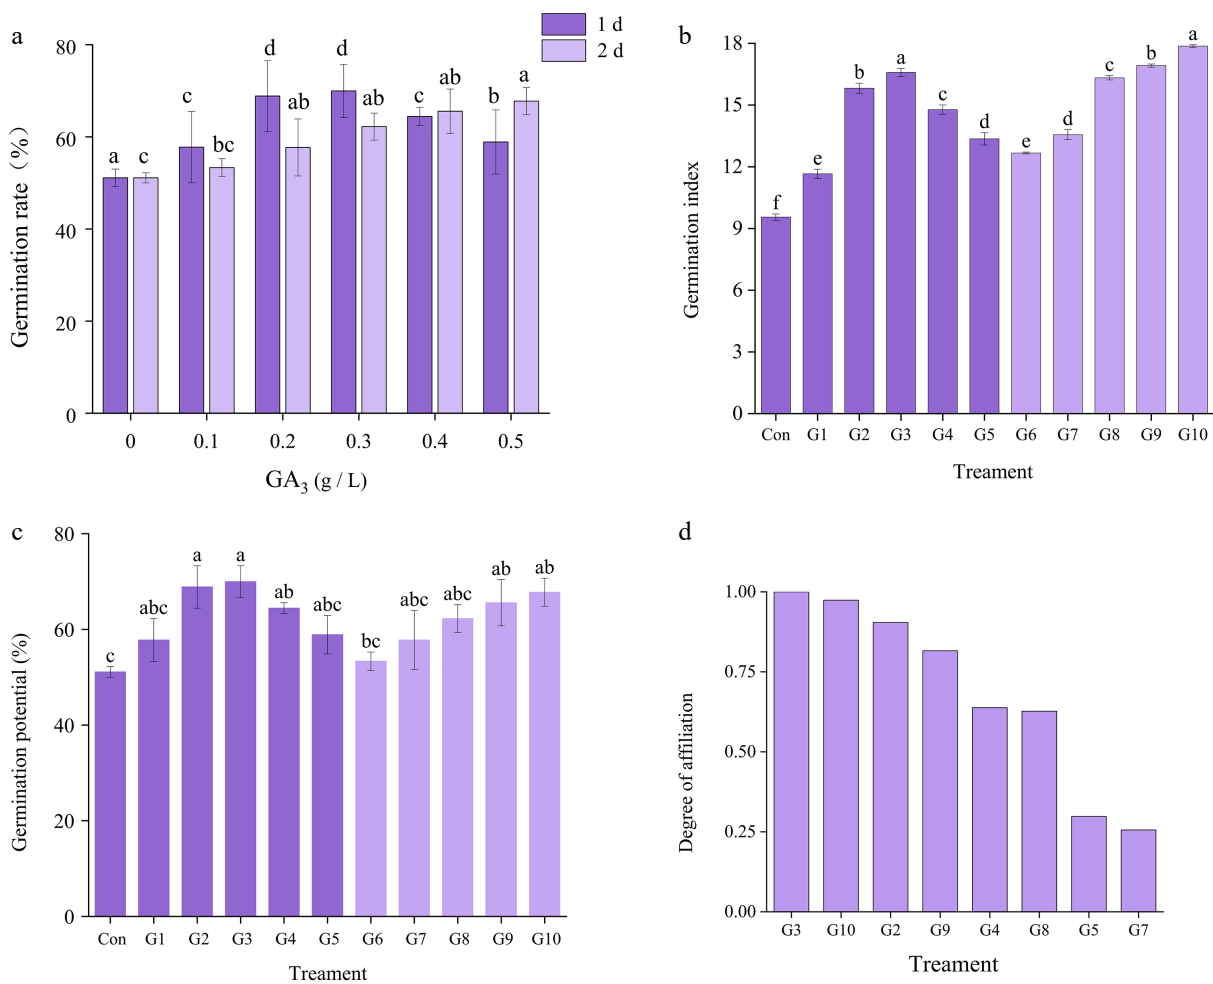 a
1 d
2 d
80
60
40
20
0
Germination rate（%）
a c c bc d ab d ab c ab b a
0 0.1 0.2 0.3 0.4 0.5
GA3 (g / L)
b
18
15
12
9
6
3
0
Germination index
f e b a c d e d c b a
Con G1 G2 G3 G4 G5 G6 G7 G8 G9 G10
Treament
c
80
60
40
20
0
Germination potential (%)
c abc a a ab abc bc abc abc ab ab
Con G1 G2 G3 G4 G5 G6 G7 G8 G9 G10
Treament
d
1.00
0.75
0.50
0.25
0.00
Degree of affiliation
G3 G10 G2 G9 G4 G8 G5 G7
Treament